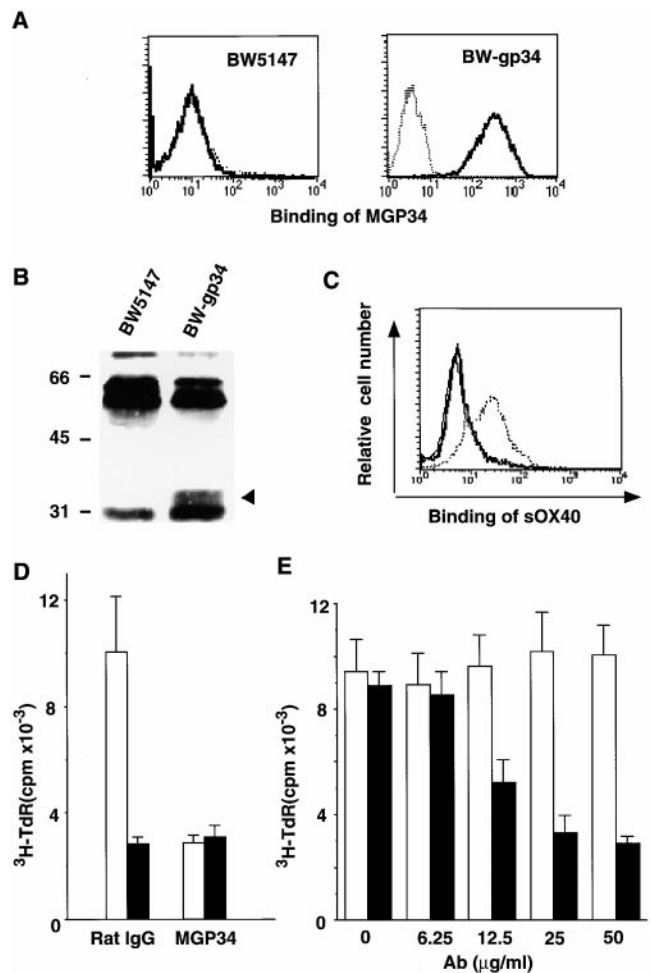 A
BW5147
BW-gp34
10⁰ 10¹ 10² 10³ 10⁴
10⁰ 10¹ 10² 10³ 10⁴
Binding of MGP34
B
BW5147
BW-gp34
66
45
31
C
Relative cell number
10⁰ 10¹ 10² 10³ 10⁴
Binding of sOX40
D
³H-TdR(cpm x10⁻³)
12
8
4
0
Rat IgG MGP34
E
³H-TdR(cpm x10⁻³)
12
8
4
0
0 6.25 12.5 25 50
Ab (μg/ml)